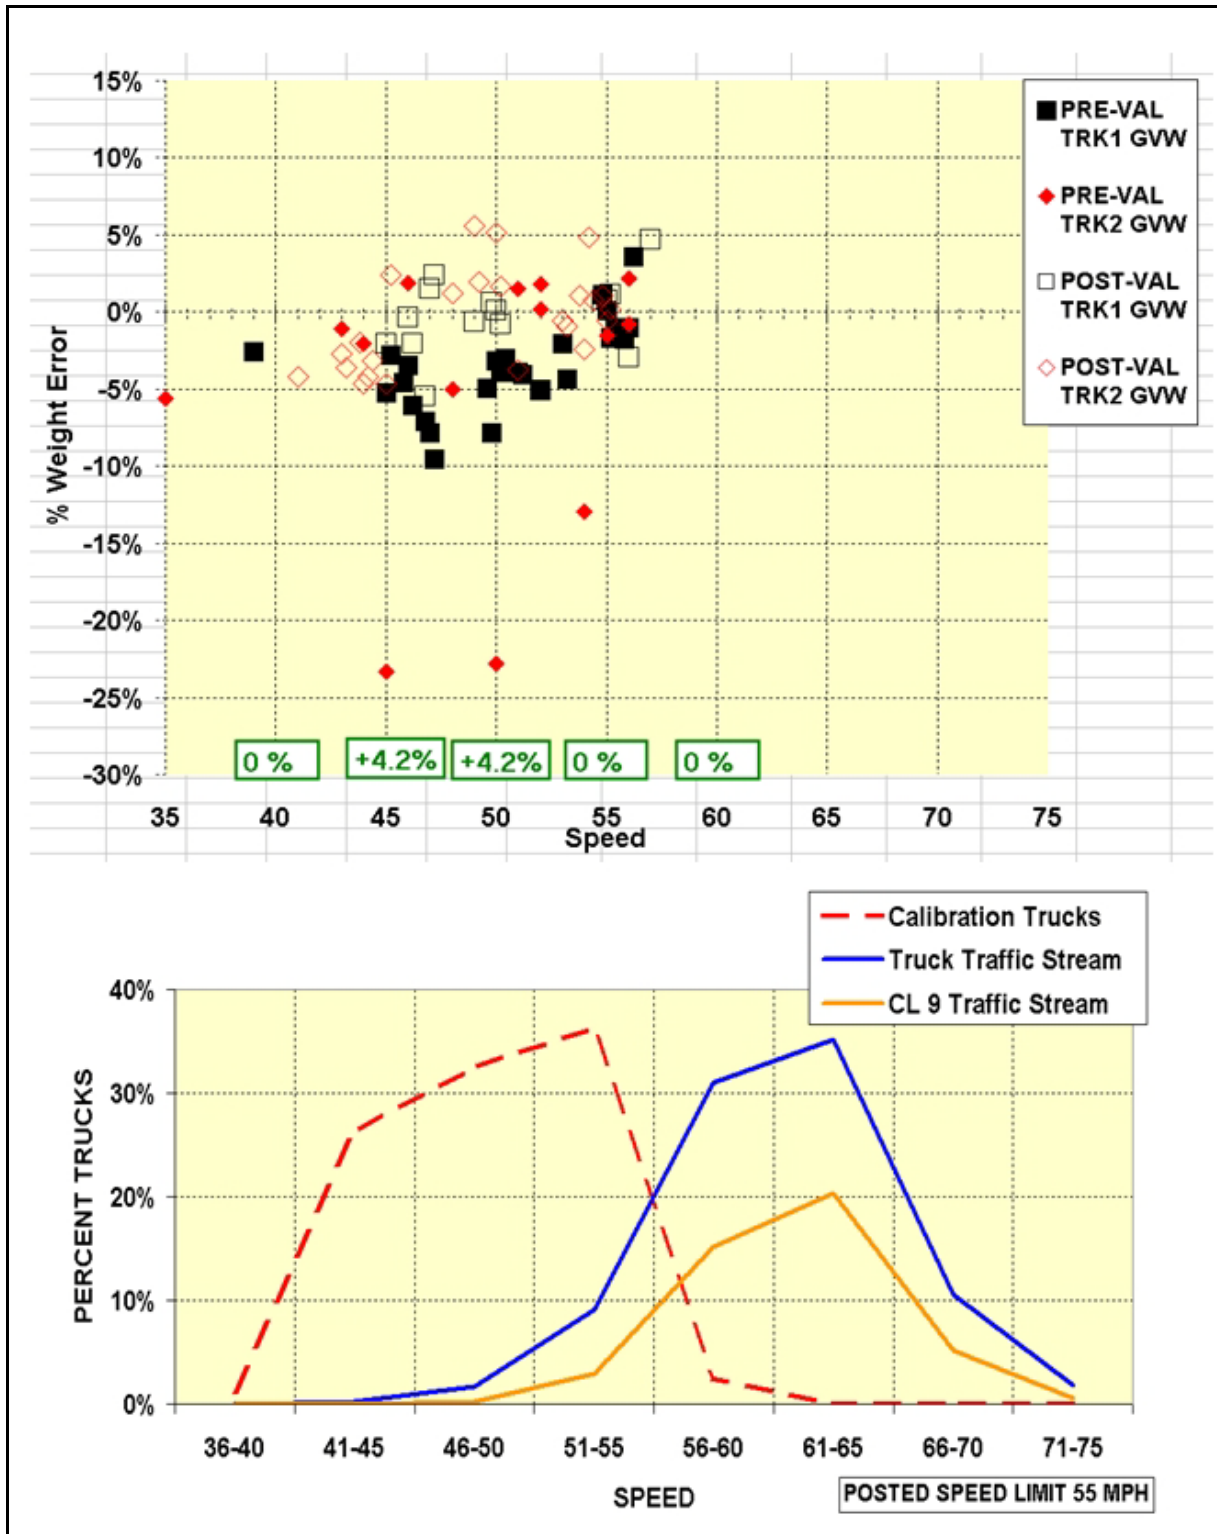 15%
10%
5%
0%
-5%
-10%
-15%
-20%
-25%
-30%
% Weight Error
PRE-VAL
TRK1 GVW
PRE-VAL
TRK2 GVW
POST-VAL
TRK1 GVW
POST-VAL
TRK2 GVW
0 %
+4.2%
+4.2%
0 %
0 %
35 40 45 50 55 60 65 70 75
Speed
Calibration Trucks
Truck Traffic Stream
CL 9 Traffic Stream
40%
30%
20%
10%
0%
PERCENT TRUCKS
36-40 41-45 46-50 51-55 56-60 61-65 66-70 71-75
SPEED
POSTED SPEED LIMIT 55 MPH